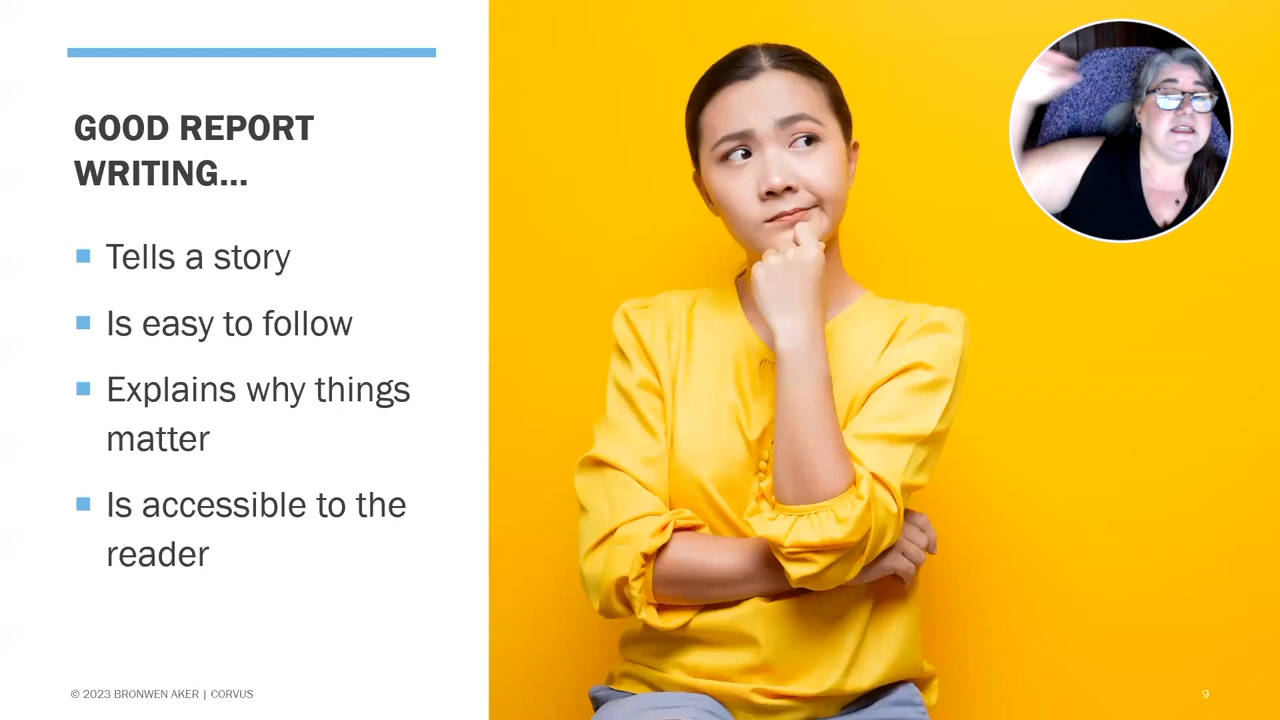 GOOD REPORT
WRITING...
Tells a story
Is easy to follow
Explains why things
matter
Is accessible to the
reader
© 2023 BRONWEN AKER | CORVUS
9